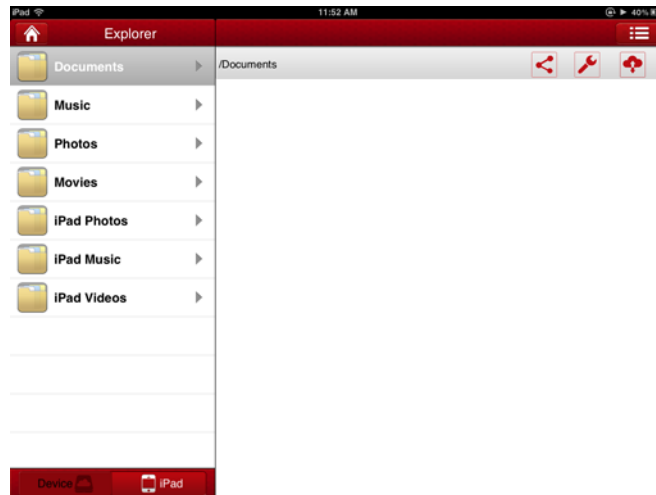 iPad 11:52 AM 40%
Explorer
Documents /Documents
Music
Photos
Movies
iPad Photos
iPad Music
iPad Videos
Device iPad